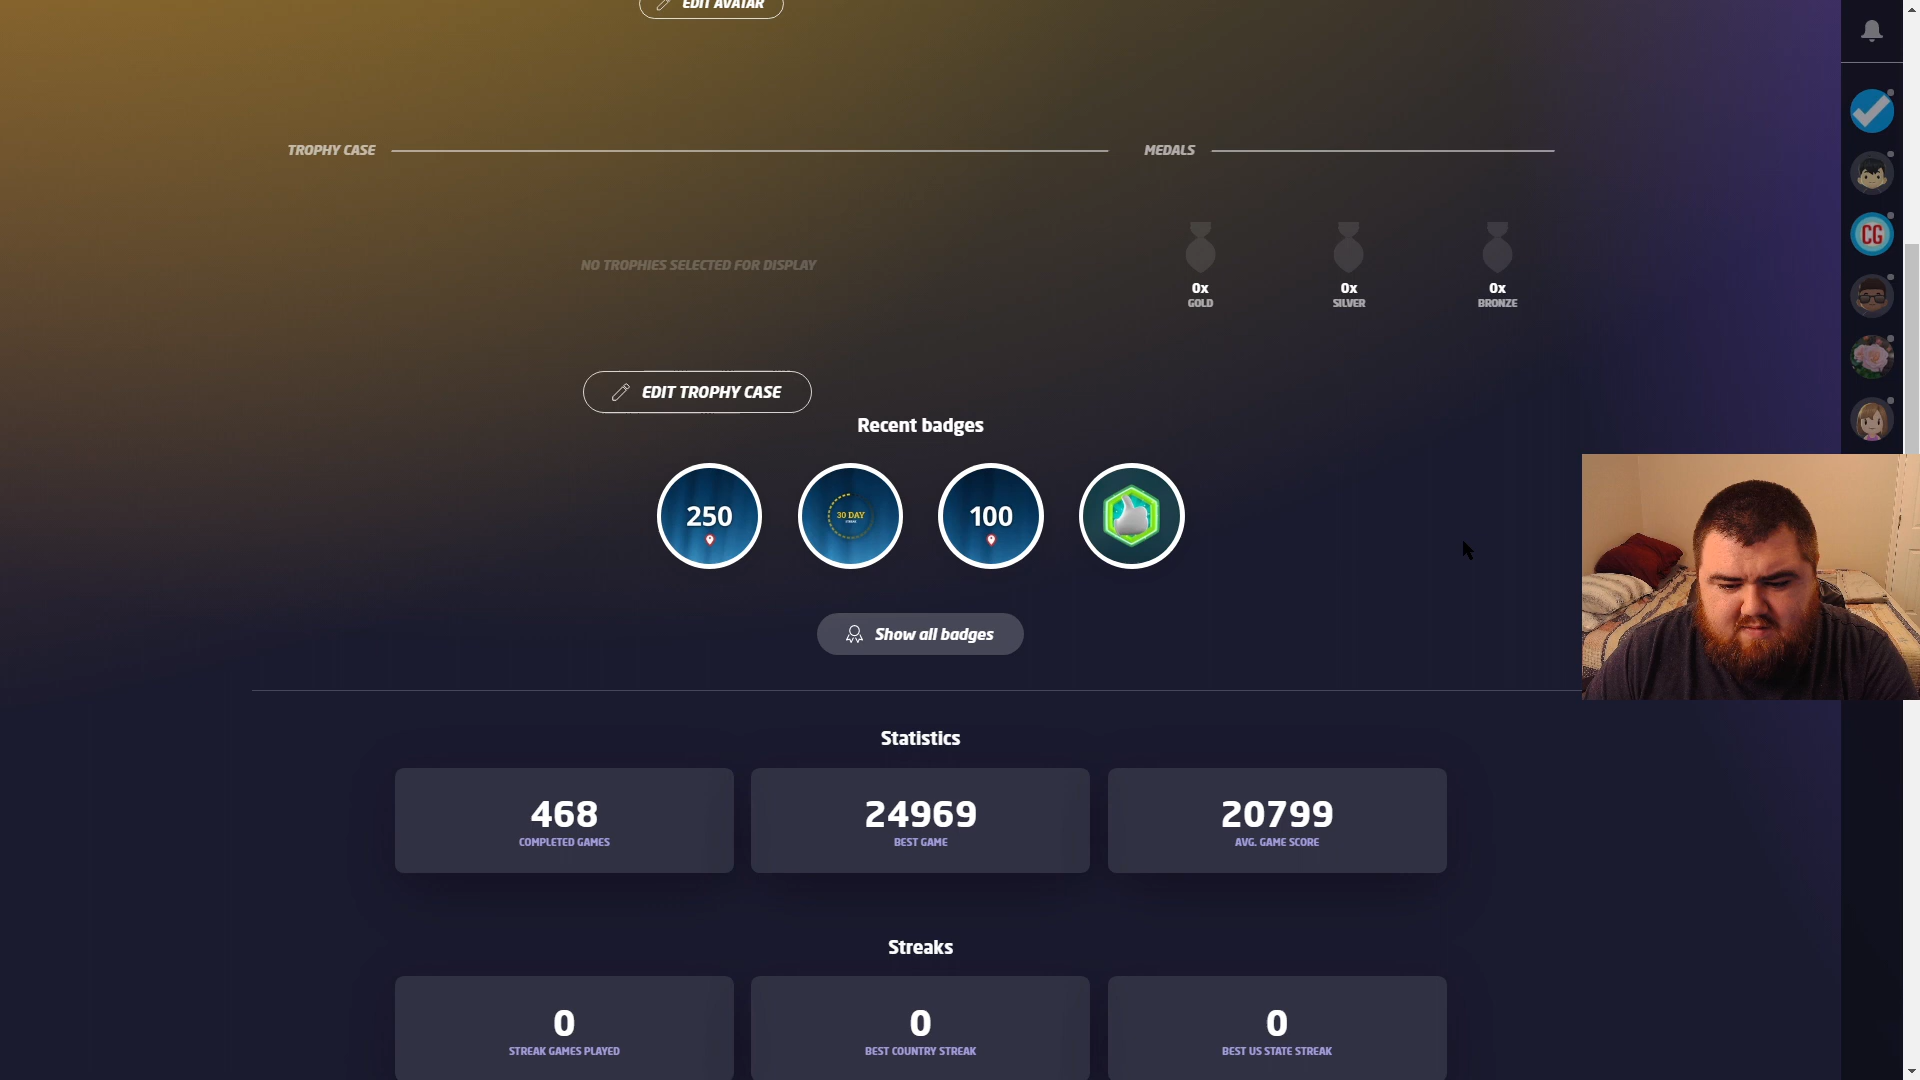 EDIT AVATAR
TROPHY CASE
MEDALS
NO TROPHIES SELECTED FOR DISPLAY
0x
GOLD
0x
SILVER
0x
BRONZE
CG
EDIT TROPHY CASE
Recent badges
250
30 DAY
100
Show all badges
Statistics
468
COMPLETED GAMES
24969
BEST GAME
20799
AVG. GAME SCORE
Streaks
0
STREAK GAMES PLAYED
0
BEST COUNTRY STREAK
0
BEST US STATE STREAK